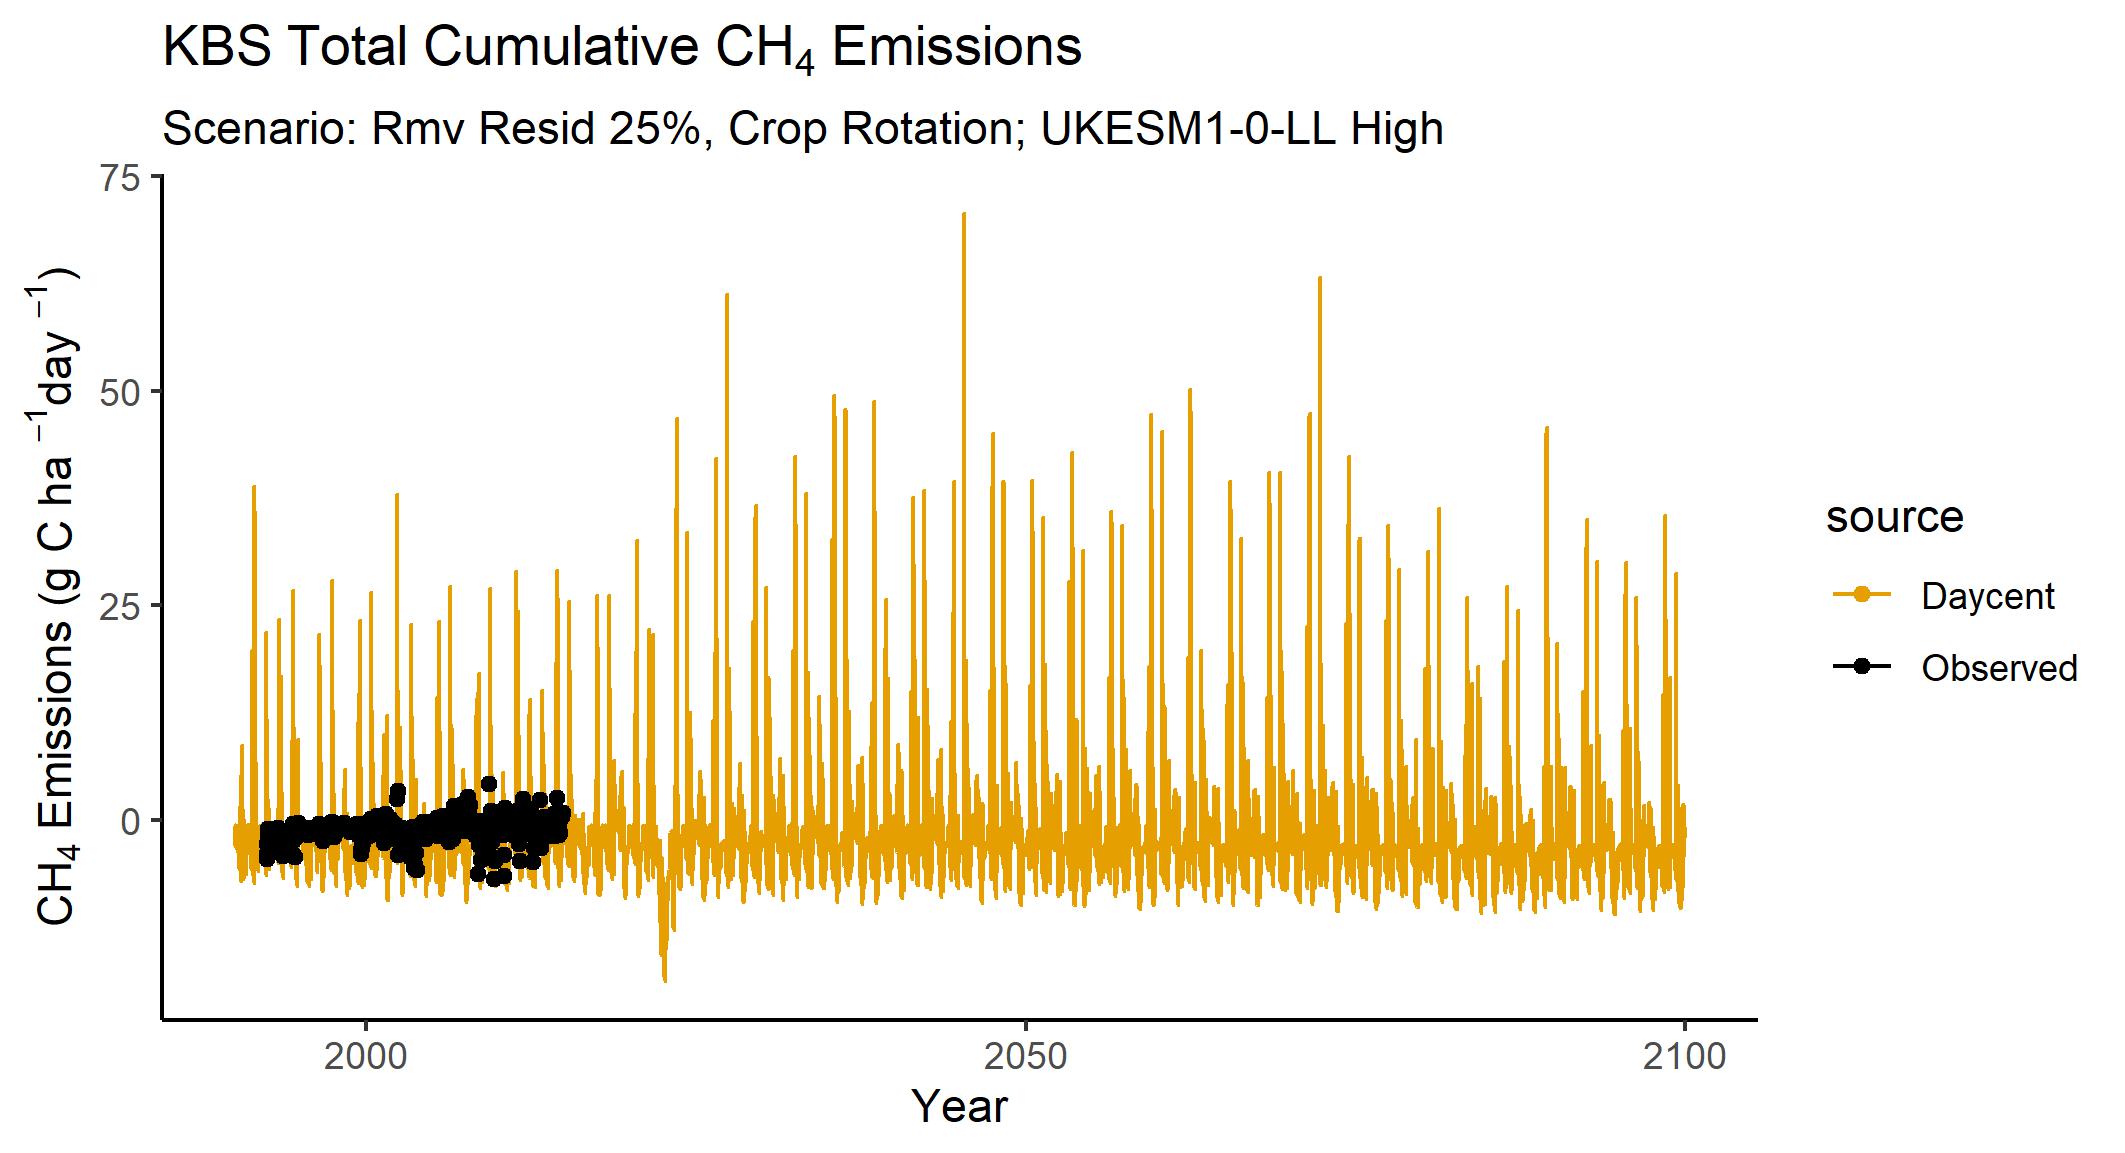 KBS Total Cumulative CH₄ Emissions
Scenario: Rmv Resid 25%, Crop Rotation; UKESM1-0-LL High
CH₄ Emissions (g C ha ⁻¹day ⁻¹)
75
50
25
0
2000
2050
2100
Year
source
Daycent
Observed